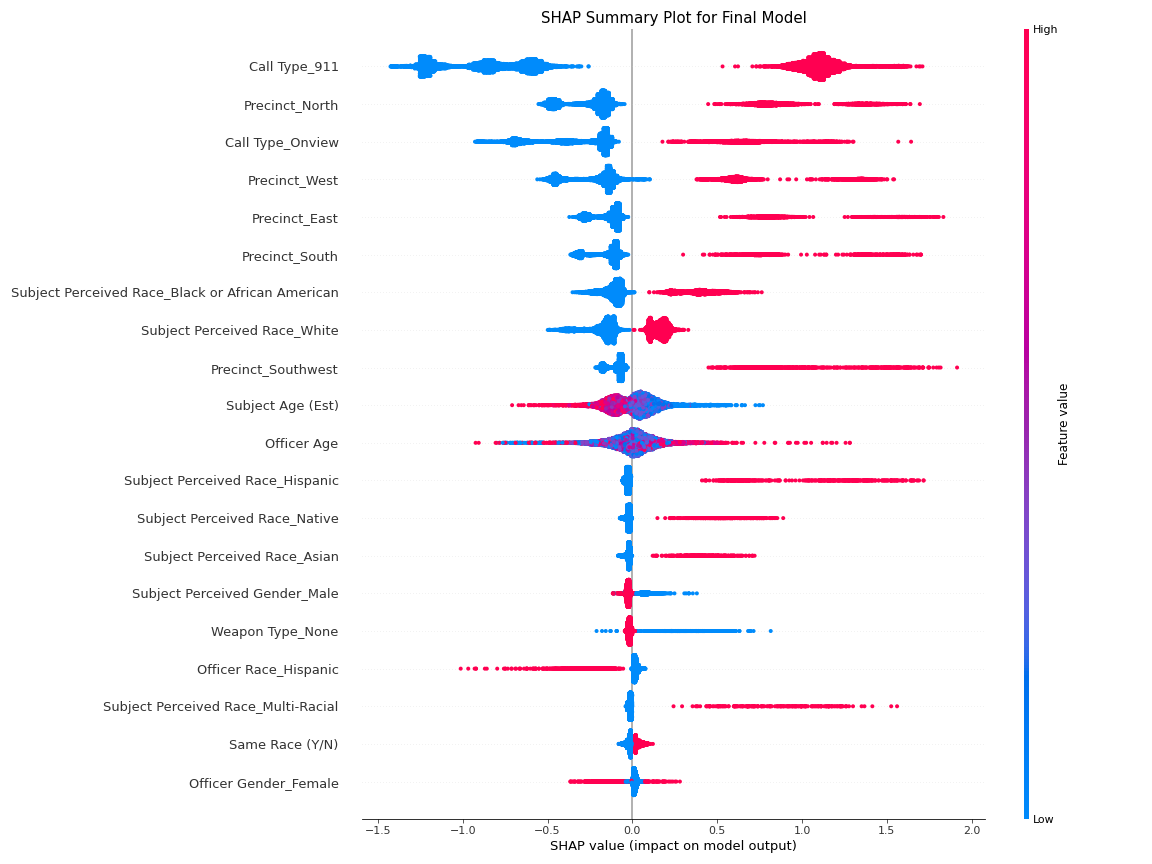 SHAP Summary Plot for Final Model
High
Call Type_911
Precinct_North
Call Type_Onview
Precinct_West
Precinct_East
Precinct_South
Subject Perceived Race_Black or African American
Subject Perceived Race_White
Precinct_Southwest
Subject Age (Est)
Officer Age
Subject Perceived Race_Hispanic
Subject Perceived Race_Native
Subject Perceived Race_Asian
Subject Perceived Gender_Male
Weapon Type_None
Officer Race_Hispanic
Subject Perceived Race_Multi-Racial
Same Race (Y/N)
Officer Gender_Female
Feature value
Low
−1.5 −1.0 −0.5 0.0 0.5 1.0 1.5 2.0
SHAP value (impact on model output)